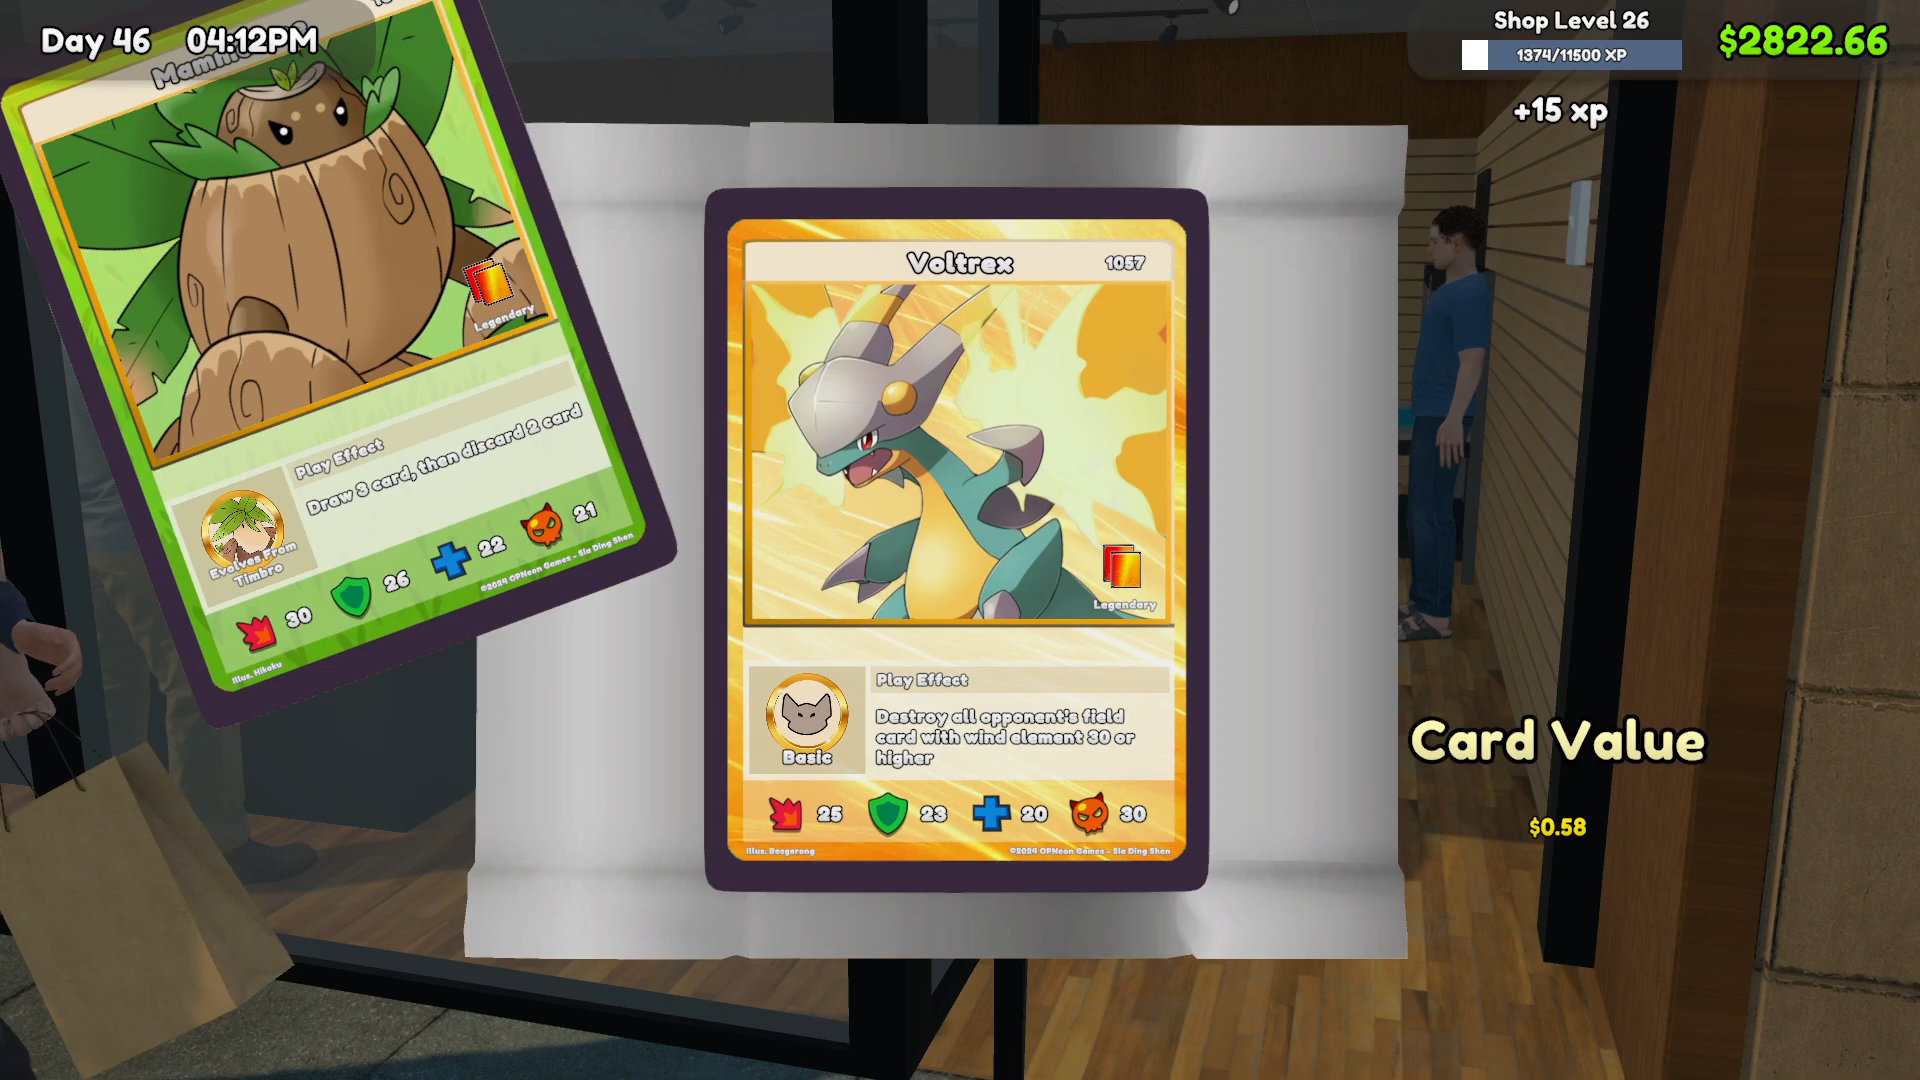 Day 46 04:12PM
Shop Level 26
1374/11500 XP
$2822.66
+15 xp
Legendary
Play Effect
Draw 3 card, then discard 2 card
Evolves From
Timbro
30 26 22 21
Illus. Hikoku
©2024 OPNeon Games - Sia Ding Shen
Voltrex 1057
Legendary
Basic
Play Effect
Destroy all opponent's field
card with wind element 30 or
higher
25 23 20 30
Illus. Besgarong
©2024 OPNeon Games - Sia Ding Shen
Card Value
$0.58